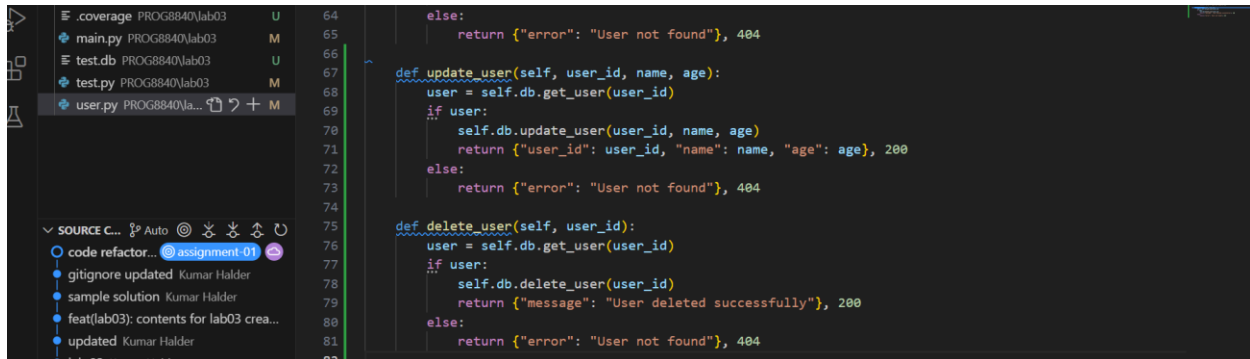 .coverage PROG8840\lab03 U
main.py PROG8840\lab03 M
test.db PROG8840\lab03 U
test.py PROG8840\lab03 M
user.py PROG8840\la... M
SOURCE C... Auto
code refactor... assignment-01
gitignore updated Kumar Halder
sample solution Kumar Halder
feat(lab03): contents for lab03 crea...
updated Kumar Halder
64 else:
65 return {"error": "User not found"}, 404
66
67 def update_user(self, user_id, name, age):
68 user = self.db.get_user(user_id)
69 if user:
70 self.db.update_user(user_id, name, age)
71 return {"user_id": user_id, "name": name, "age": age}, 200
72 else:
73 return {"error": "User not found"}, 404
74
75 def delete_user(self, user_id):
76 user = self.db.get_user(user_id)
77 if user:
78 self.db.delete_user(user_id)
79 return {"message": "User deleted successfully"}, 200
80 else:
81 return {"error": "User not found"}, 404